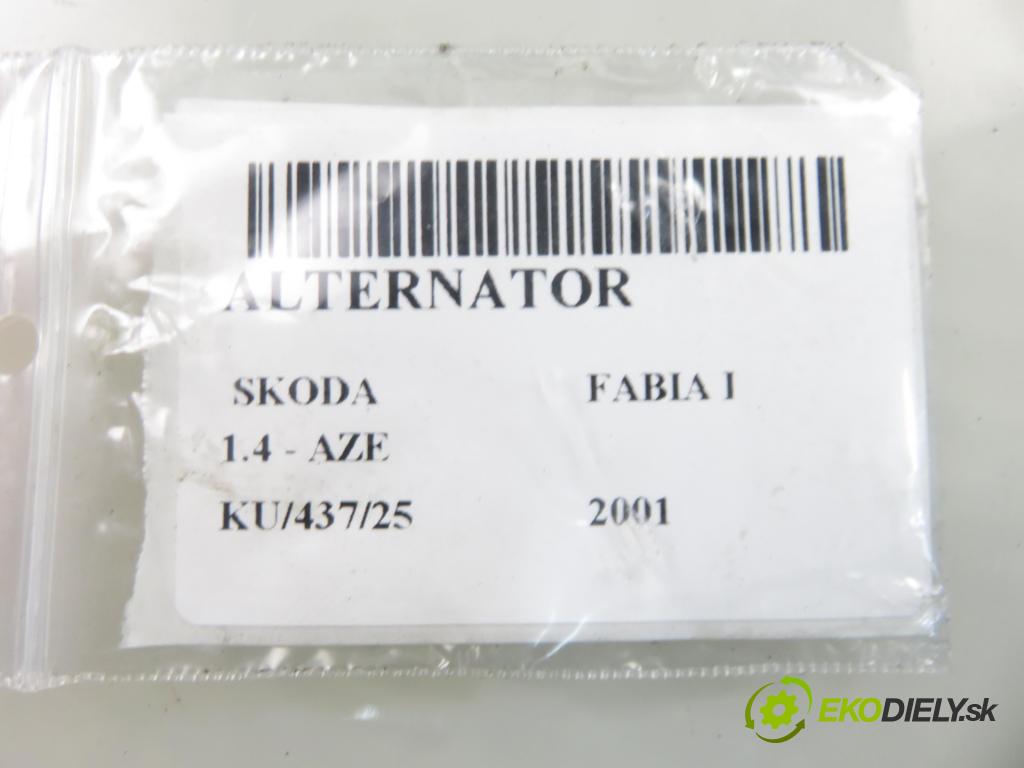 ALTERNATOR
SKODA FABIA I
1.4 - AZE
KU/437/25 2001
EKODIELY.sk